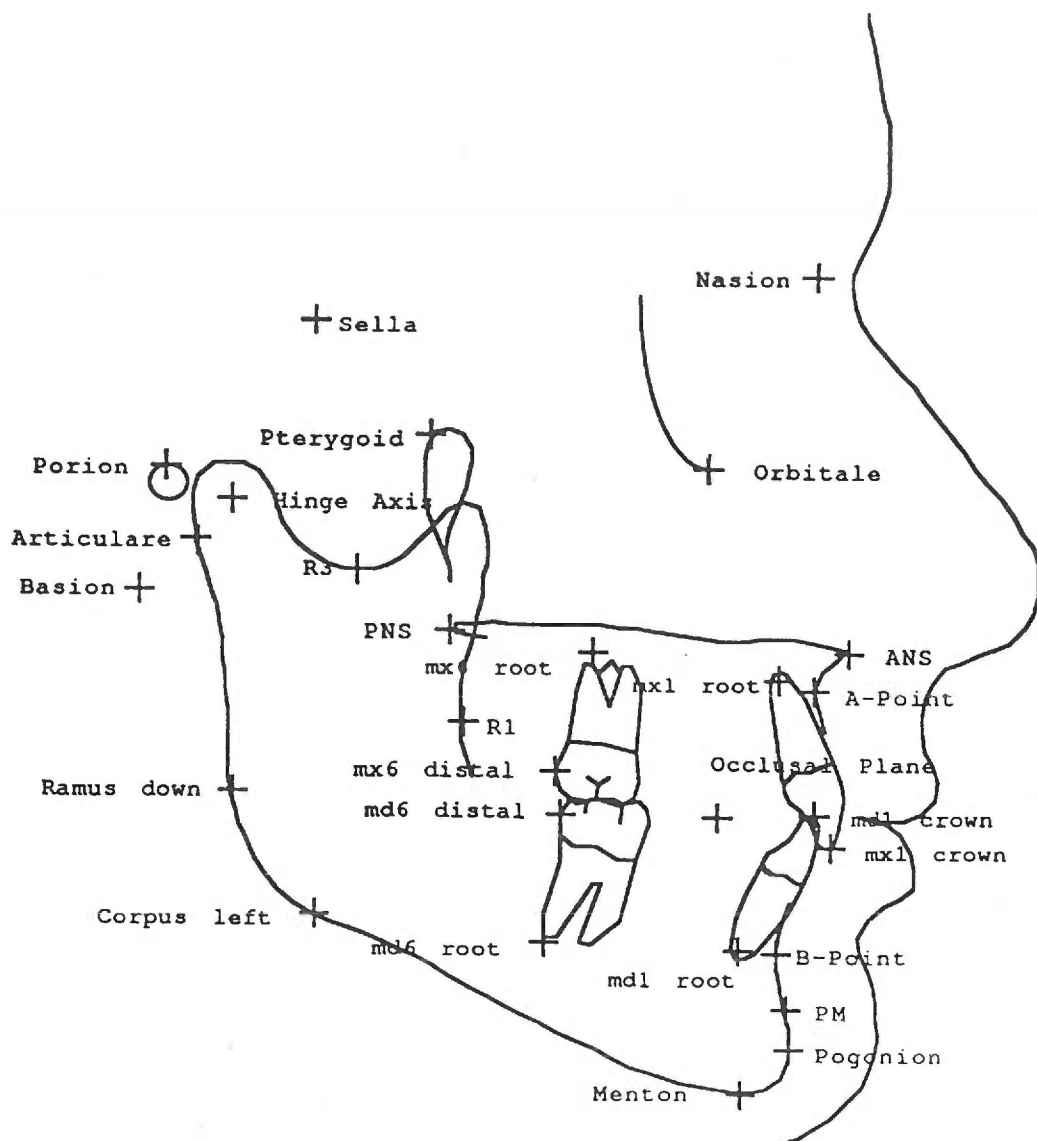 Nasion
Sella
Pterygoid
Porion
Orbitale
Hinge Axis
Articulare
R3
Basion
PNS
ANS
mx root
mx1 root
A-Point
R1
mx6 distal
Occlusal Plane
Ramus down
md6 distal
md1 crown
mx1 crown
Corpus left
md6 root
B-Point
md1 root
PM
Pogonion
Menton